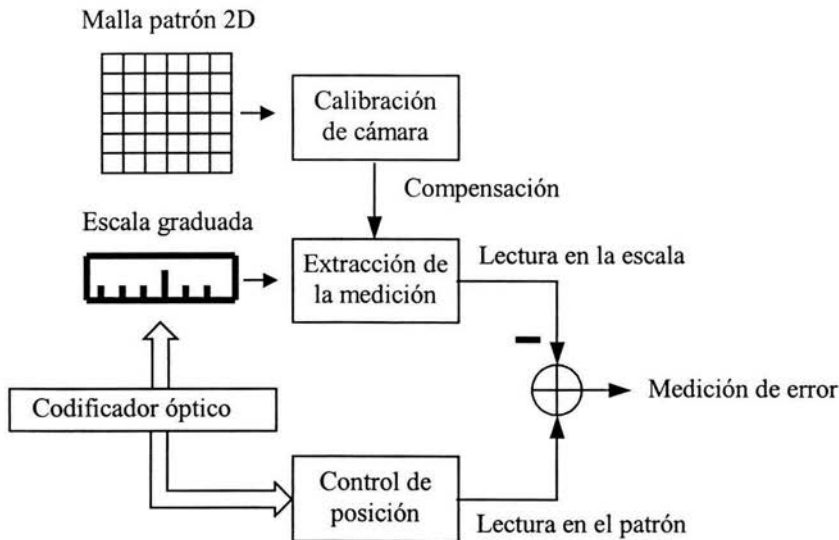 Malla patrón 2D
Calibración
de cámara
Compensación
Escala graduada
Extracción de
la medición
Lectura en la escala
Medición de error
Codificador óptico
Control de
posición
Lectura en el patrón